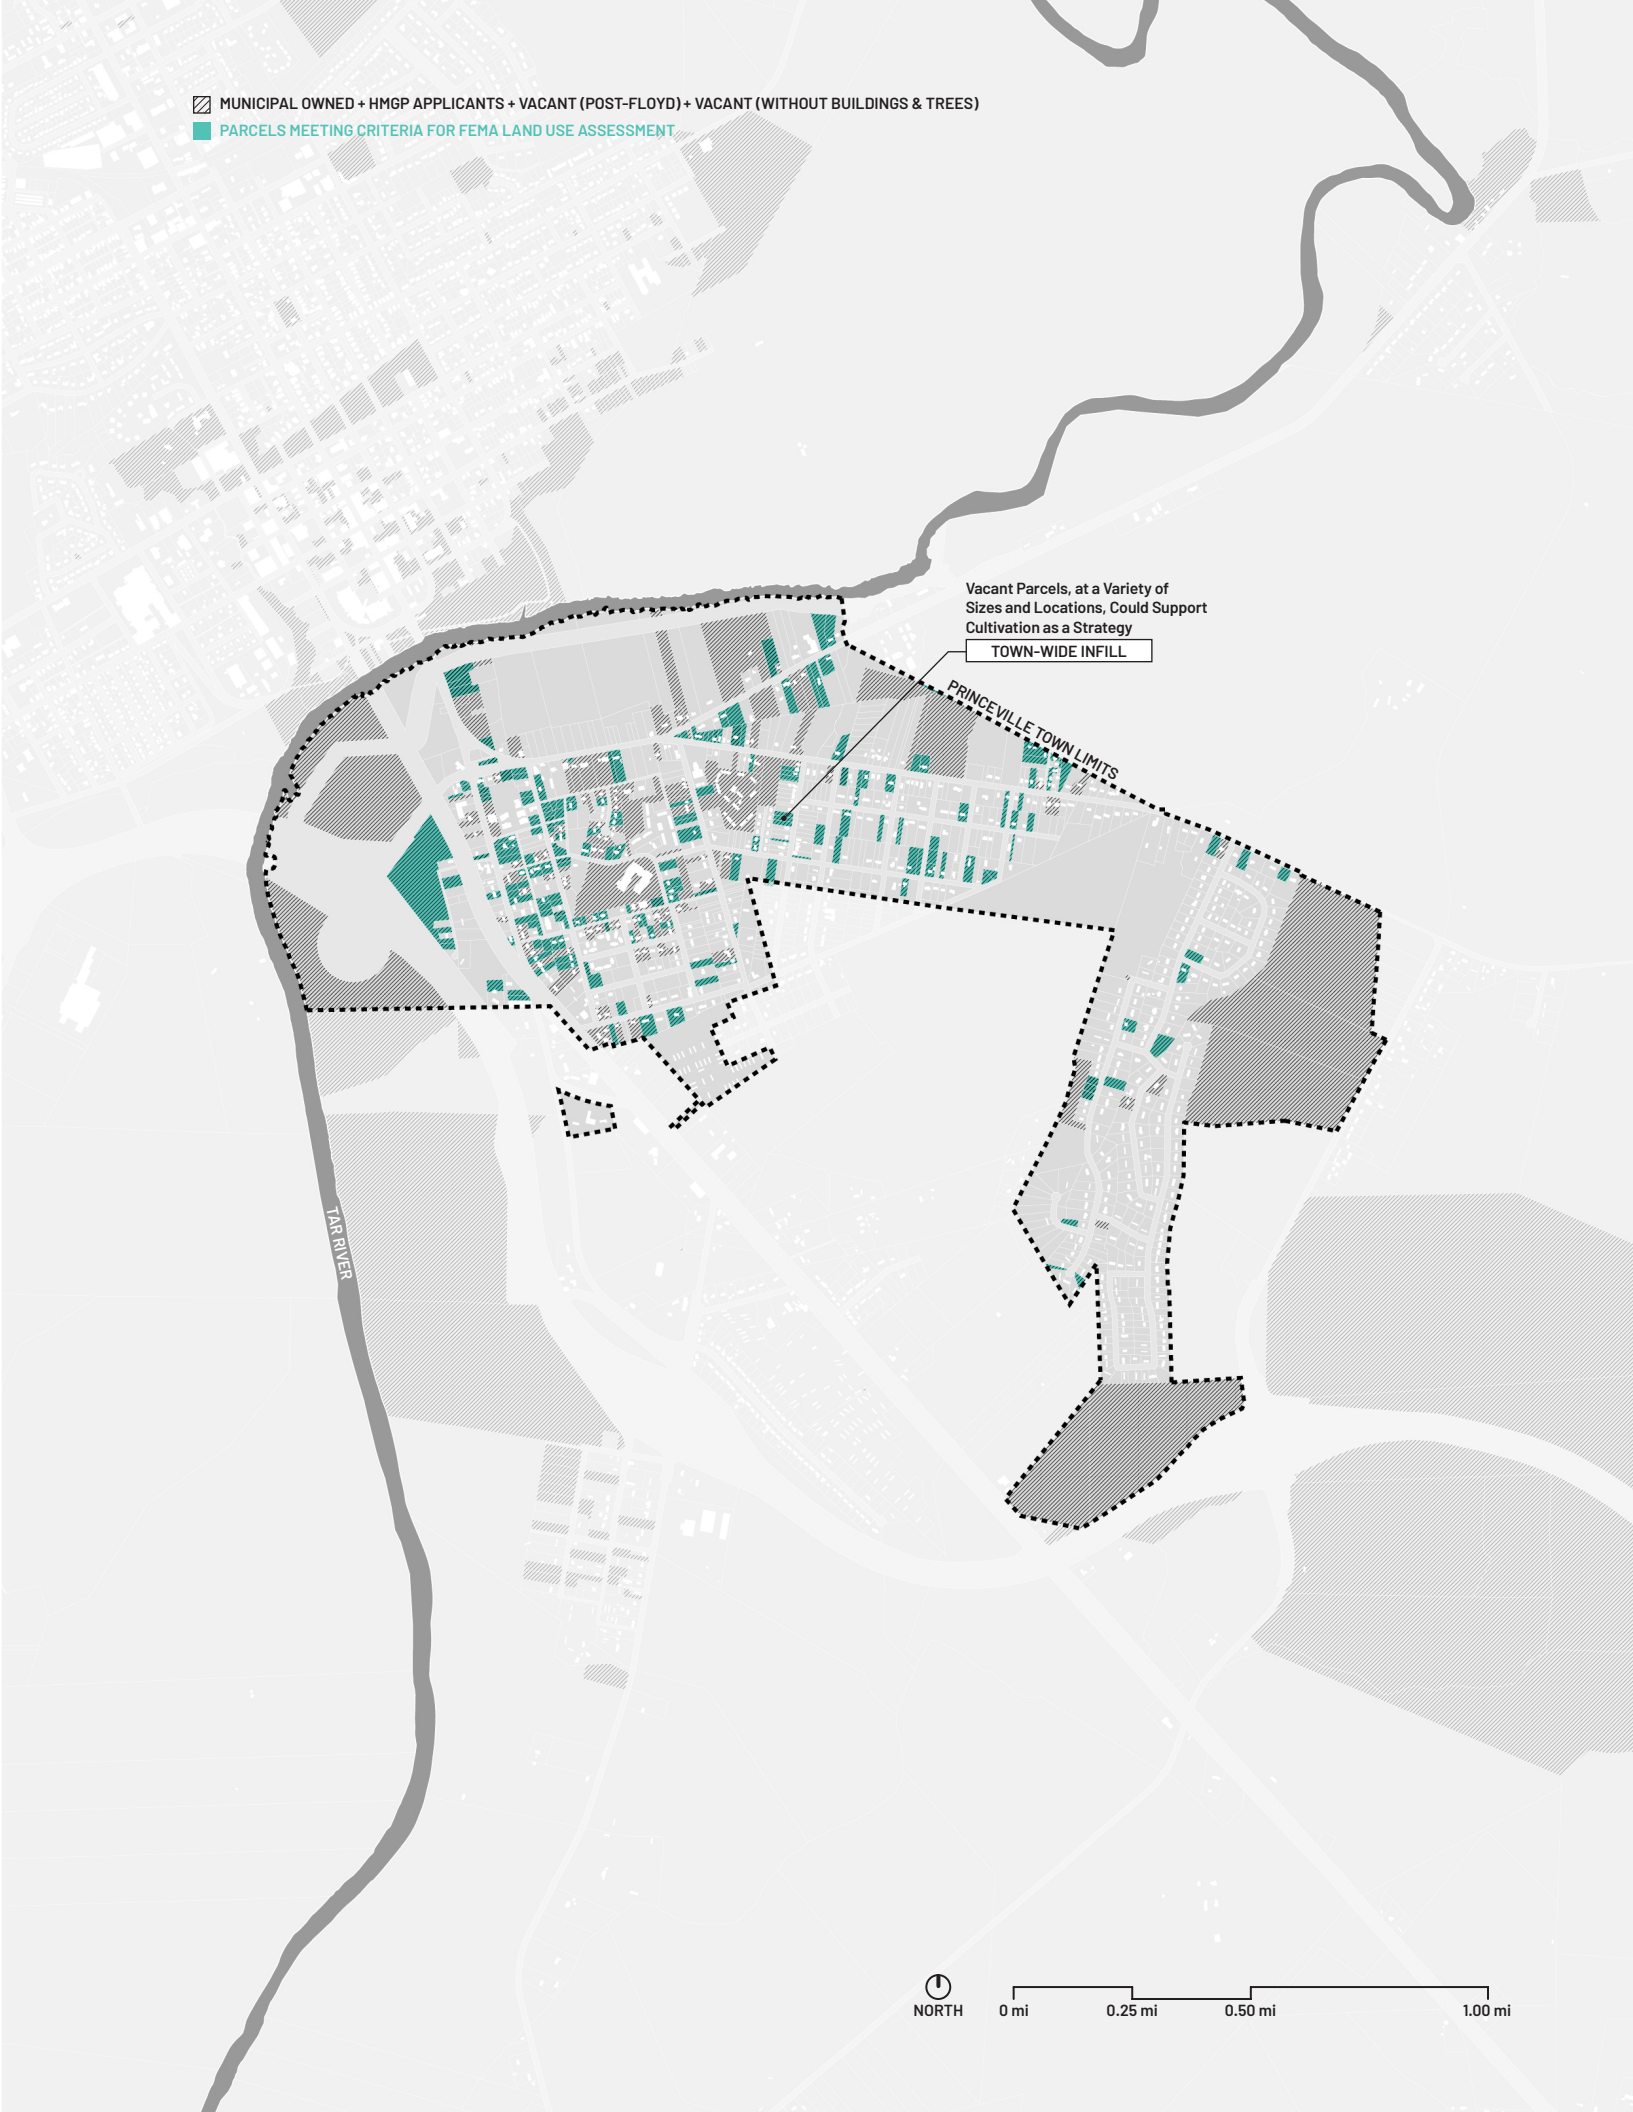 MUNICIPAL OWNED + HMGP APPLICANTS + VACANT (POST-FLOYD) + VACANT (WITHOUT BUILDINGS & TREES)
PARCELS MEETING CRITERIA FOR FEMA LAND USE ASSESSMENT
Vacant Parcels, at a Variety of
Sizes and Locations, Could Support
Cultivation as a Strategy
TOWN-WIDE INFILL
PRINCEVILLE TOWN LIMITS
TAR RIVER
NORTH
0 mi
0.25 mi
0.50 mi
1.00 mi